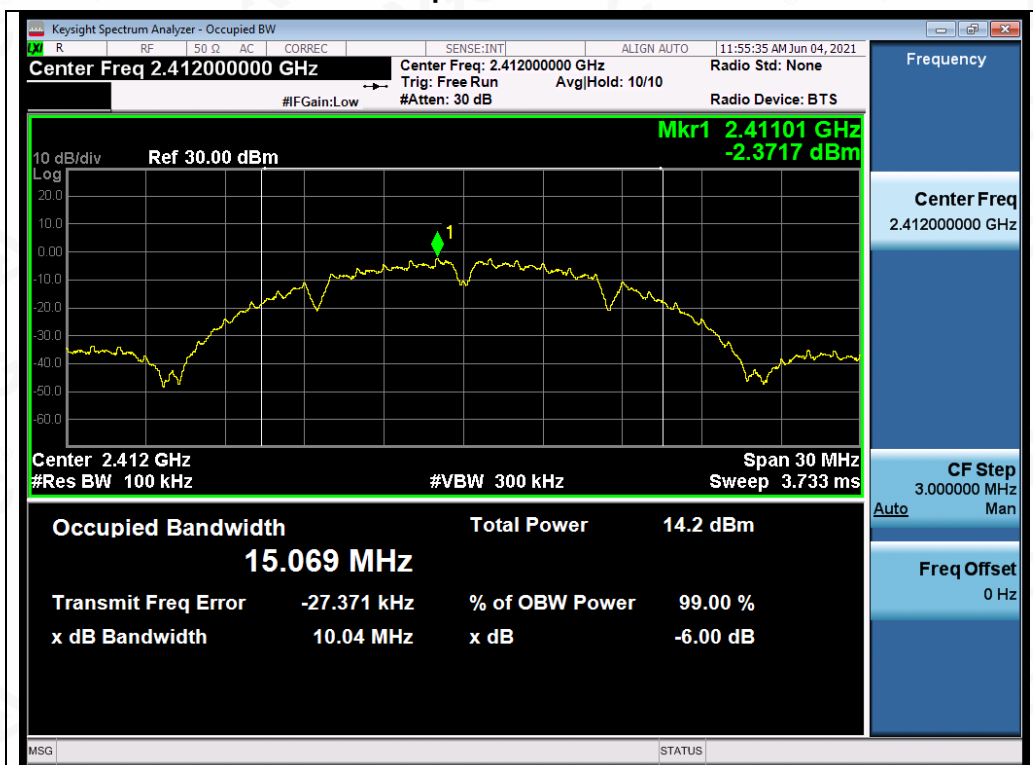 Keysight Spectrum Analyzer - Occupied BW
LXI R RF 50 Ω AC CORREC SENSE:INT ALIGN AUTO 11:55:35 AM Jun 04, 2021
Center Freq 2.412000000 GHz
Center Freq: 2.412000000 GHz Radio Std: None
Trig: Free Run Avg|Hold: 10/10
#IFGain:Low #Atten: 30 dB Radio Device: BTS
Frequency
Mkr1 2.41101 GHz
-2.3717 dBm
10 dB/div Ref 30.00 dBm
Log
20.0
10.0
0.00
-10.0
-20.0
-30.0
-40.0
-50.0
-60.0
1
Center 2.412 GHz Span 30 MHz
#Res BW 100 kHz #VBW 300 kHz Sweep 3.733 ms
Center Freq
2.412000000 GHz
CF Step
3.000000 MHz
Auto Man
Freq Offset
0 Hz
Occupied Bandwidth Total Power 14.2 dBm
15.069 MHz
Transmit Freq Error -27.371 kHz % of OBW Power 99.00 %
x dB Bandwidth 10.04 MHz x dB -6.00 dB
MSG STATUS